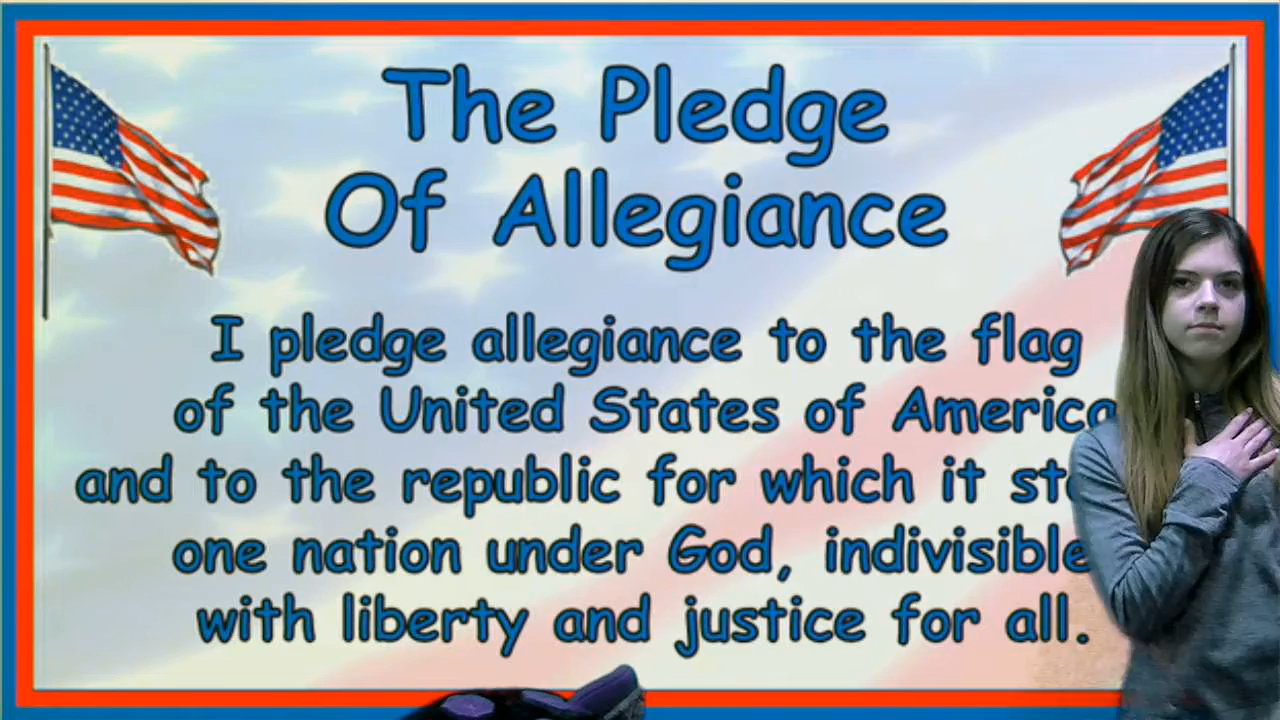 The Pledge
Of Allegiance
I pledge allegiance to the flag
of the United States of America
and to the republic for which it
one nation under God, indivisible
with liberty and justice for all.